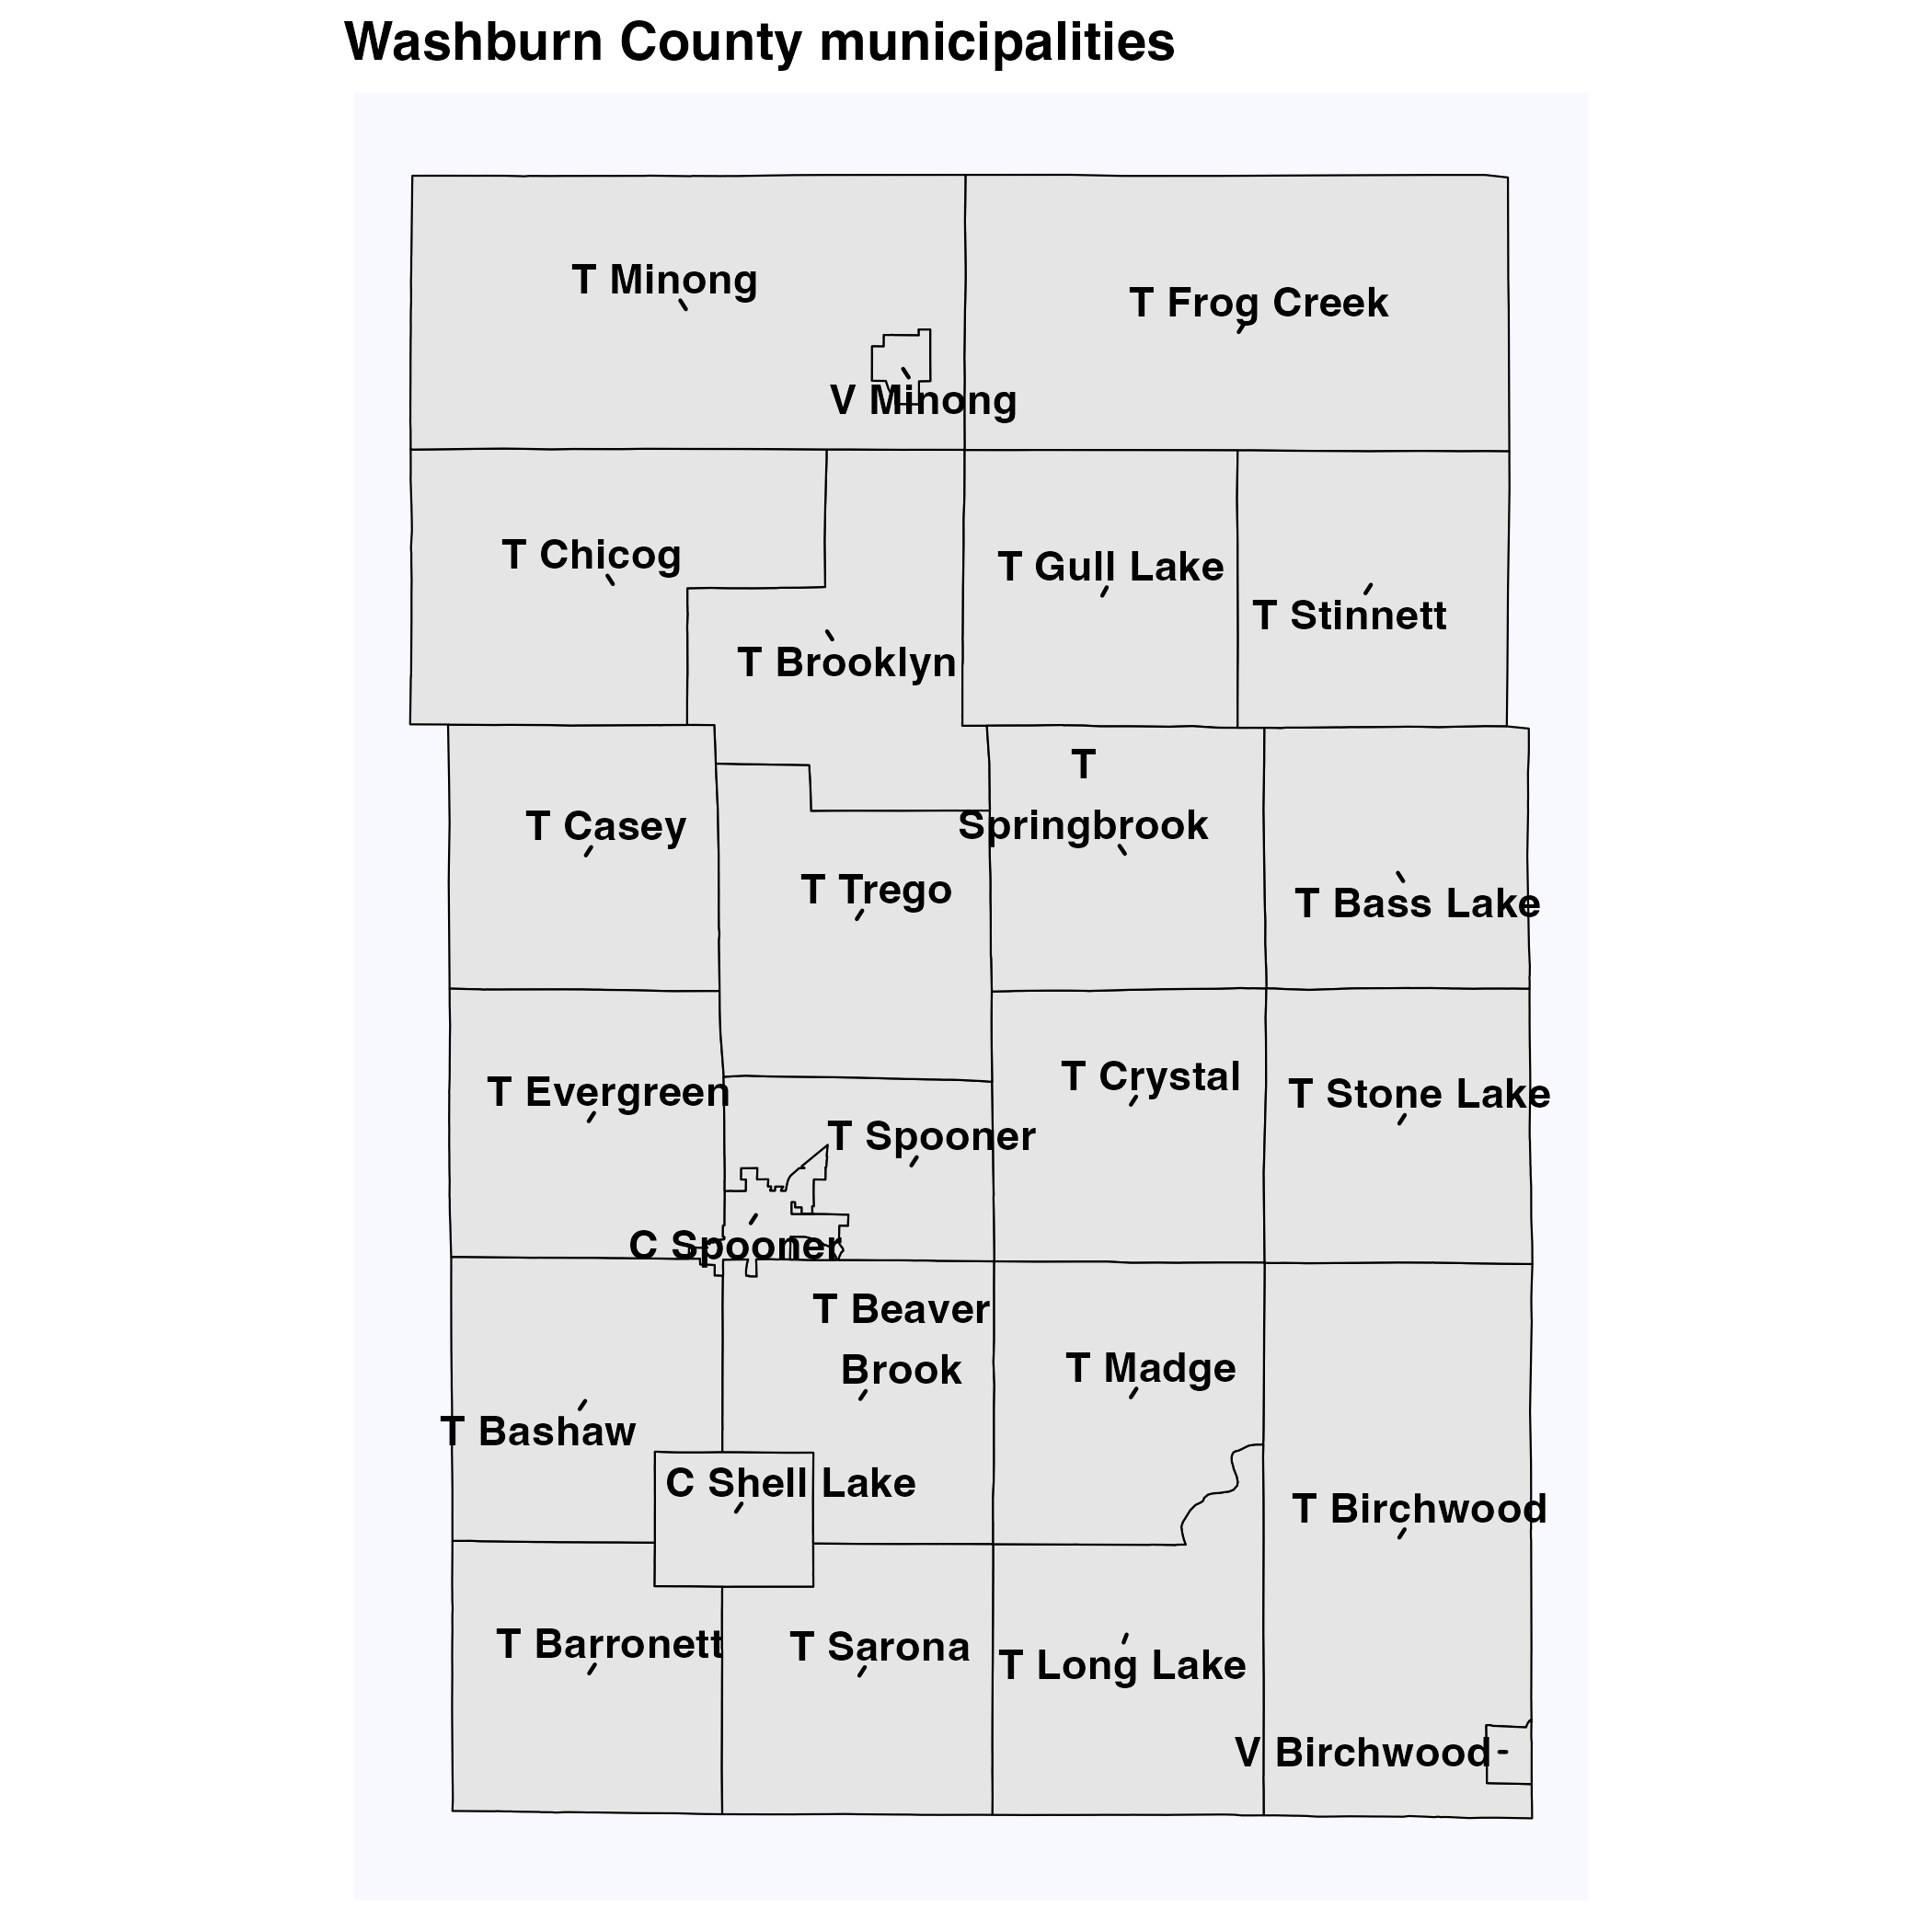 Washburn County municipalities
T Minong
T Frog Creek
V Minong
T Chicog
T Gull Lake
T Stinnett
T Brooklyn
T
Springbrook
T Casey
T Trego
T Bass Lake
T Crystal
T Evergreen
T Stone Lake
T Spooner
C Spooner
T Beaver
Brook
T Madge
T Bashaw
C Shell Lake
T Birchwood
T Barronett
T Sarona
T Long Lake
V Birchwood